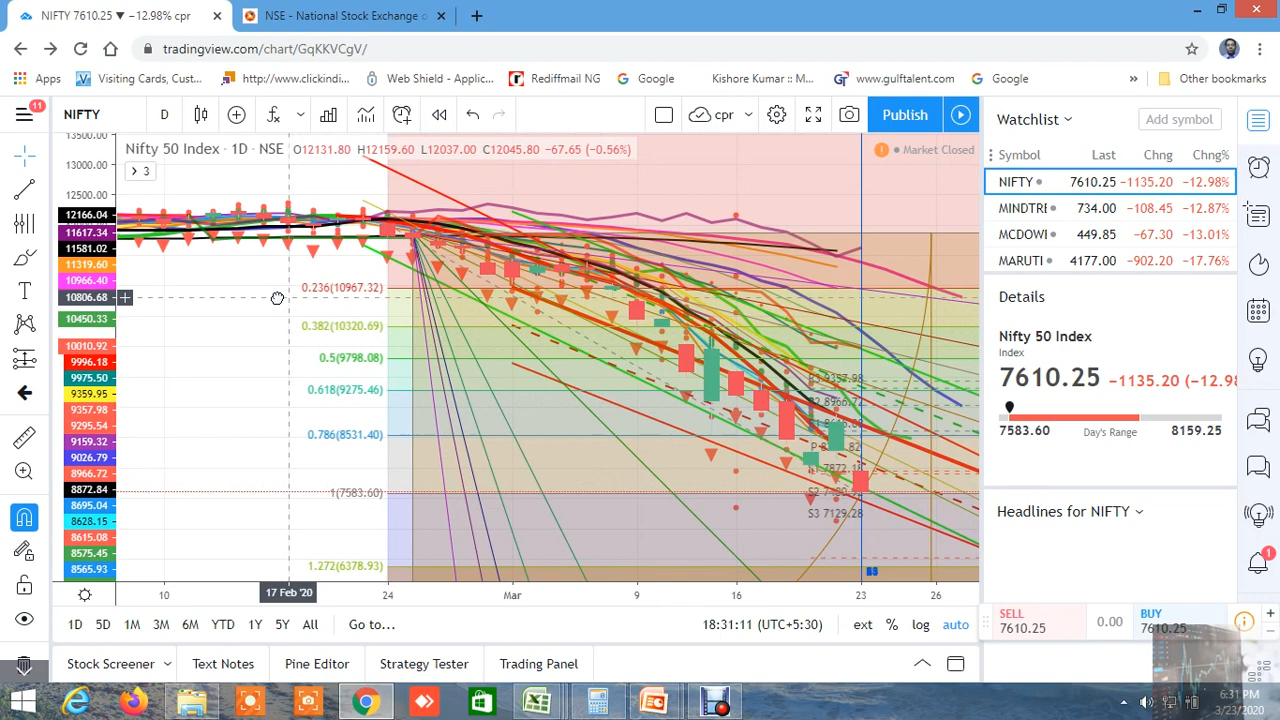 NIFTY 7610.25 ▼ −12.98% cpr
NSE - National Stock Exchange o
tradingview.com/chart/GqKKVCgV/
Apps Visiting Cards, Cust... http://www.clickindi... Web Shield - Applic... Rediffmail NG Google Kishore Kumar :: M... www.gulftalent.com Google » Other bookmarks
11
NIFTY D cpr Publish
Watchlist Add symbol
Nifty 50 Index · 1D · NSE O12131.80 H12159.60 L12037.00 C12045.80 −67.65 (−0.56%) Market Closed
3
Symbol Last Chng Chng%
NIFTY 7610.25 −1135.20 −12.98%
MINDTRI 734.00 −108.45 −12.87%
MCDOWI 449.85 −67.30 −13.01%
MARUTI 4177.00 −902.20 −17.76%
Details
Nifty 50 Index
Index
7610.25 −1135.20 (−12.98
7583.60 Day's Range 8159.25
Headlines for NIFTY
13500.00
13000.00
12500.00
12166.04
11617.34
11581.02
11319.60
10966.40
10806.68
10450.33
10010.92
9996.18
9975.50
9359.95
9357.98
9295.54
9159.32
9026.79
8966.72
8872.84
8695.04
8628.15
8615.08
8575.45
8565.93
0.236(10967.32)
0.382(10320.69)
0.5(9798.08)
0.618(9275.46)
0.786(8531.40)
1(7583.60)
1.272(6378.93)
R3 9357.98
R2 8966.72
S3 7129.28
10 17 Feb '20 24 Mar 9 16 23 26
1D 5D 1M 3M 6M YTD 1Y 5Y All Go to... 18:31:11 (UTC+5:30) ext % log auto
SELL
7610.25
0.00
BUY
7610.25
1
Stock Screener Text Notes Pine Editor Strategy Tester Trading Panel
6:31 PM
3/23/2020